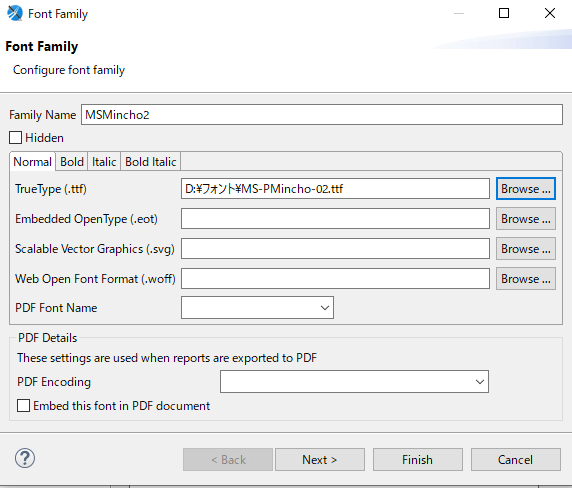 Font Family
Font Family
Configure font family
Family Name MSMincho2
Hidden
Normal Bold Italic Bold Italic
TrueType (.ttf) D:¥フォント¥MS-PMincho-02.ttf Browse ...
Embedded OpenType (.eot) Browse ...
Scalable Vector Graphics (.svg) Browse ...
Web Open Font Format (.woff) Browse ...
PDF Font Name
PDF Details
These settings are used when reports are exported to PDF
PDF Encoding
Embed this font in PDF document
? < Back Next > Finish Cancel